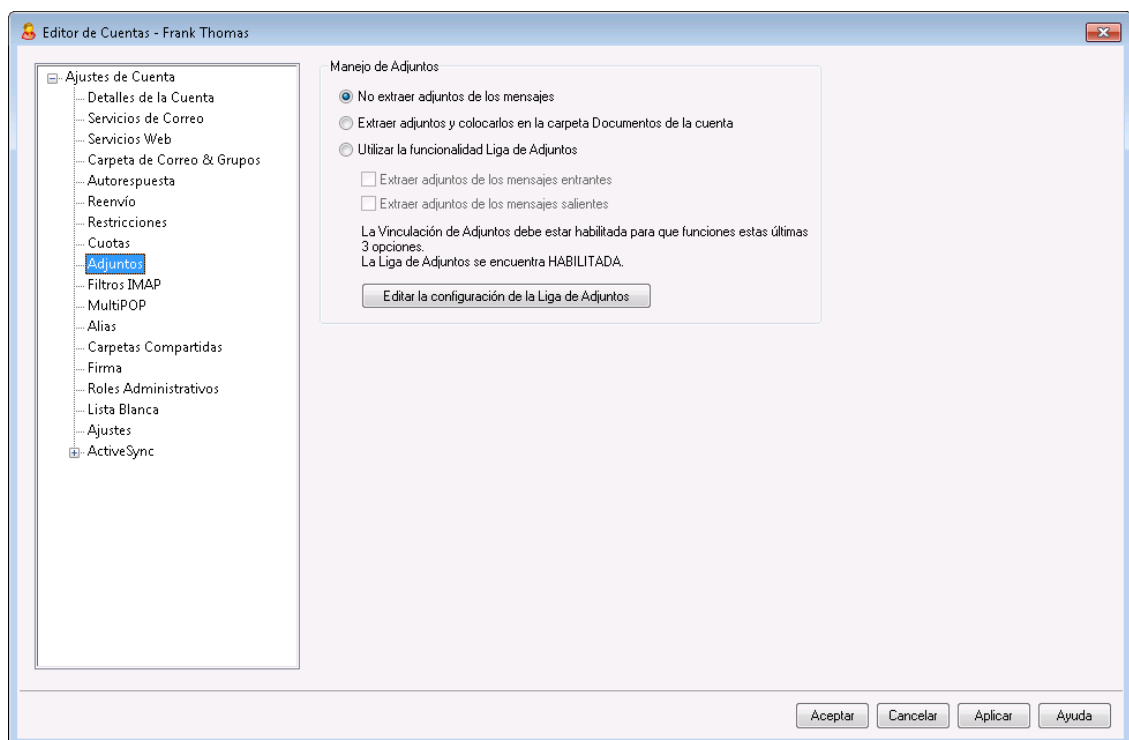 Editor de Cuentas - Frank Thomas
Ajustes de Cuenta
Detalles de la Cuenta
Servicios de Correo
Servicios Web
Carpeta de Correo & Grupos
Autorespuesta
Reenvío
Restricciones
Cuotas
Adjuntos
Filtros IMAP
MultiPOP
Alias
Carpetas Compartidas
Firma
Roles Administrativos
Lista Blanca
Ajustes
ActiveSync
Manejo de Adjuntos
No extraer adjuntos de los mensajes
Extraer adjuntos y colocarlos en la carpeta Documentos de la cuenta
Utilizar la funcionalidad Liga de Adjuntos
Extraer adjuntos de los mensajes entrantes
Extraer adjuntos de los mensajes salientes
La Vinculación de Adjuntos debe estar habilitada para que funciones estas últimas
3 opciones.
La Liga de Adjuntos se encuentra HABILITADA.
Editar la configuración de la Liga de Adjuntos
Aceptar
Cancelar
Aplicar
Ayuda